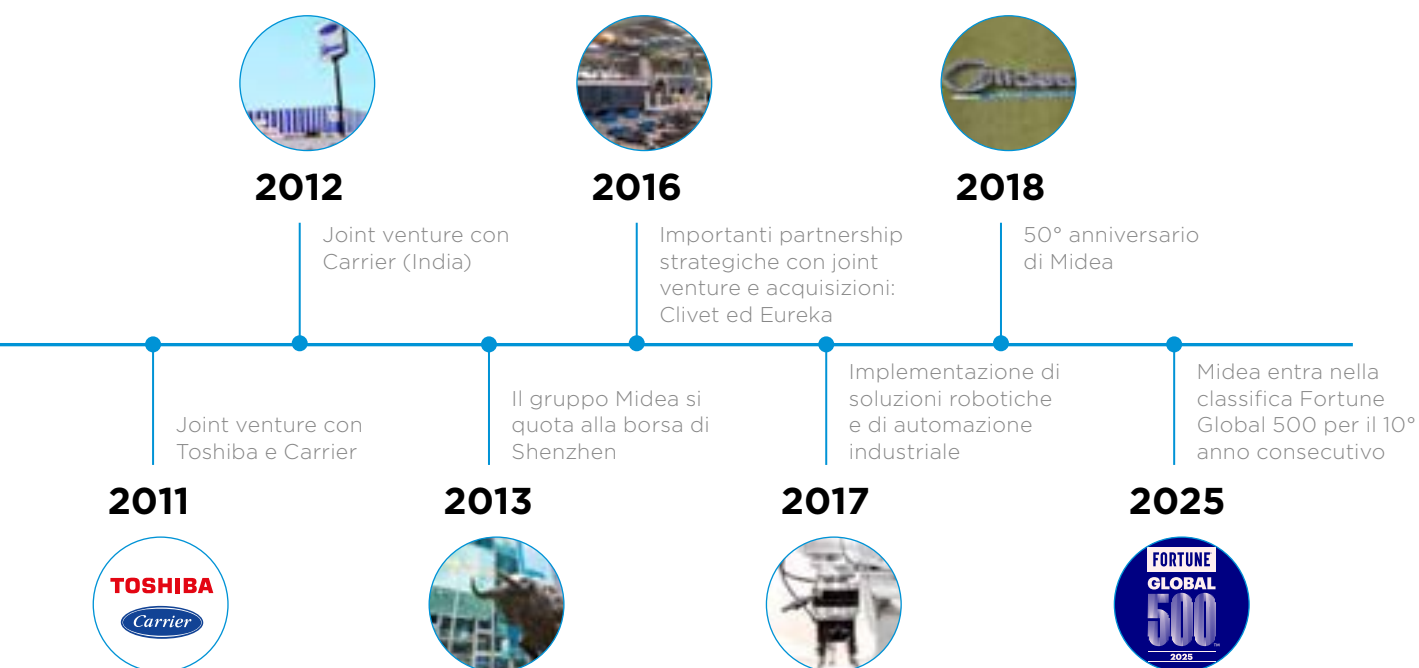 2012
Joint venture con
Carrier (India)
2016
Importanti partnership
strategiche con joint
venture e acquisizioni:
Clivet ed Eureka
2018
Midea
50° anniversario
di Midea
Joint venture con
Toshiba e Carrier
2011
TOSHIBA
Carrier
Il gruppo Midea si
quota alla borsa di
Shenzhen
2013
Implementazione di
soluzioni robotiche
e di automazione
industriale
2017
Midea entra nella
classifica Fortune
Global 500 per il 10°
anno consecutivo
2025
FORTUNE
GLOBAL
500
2025